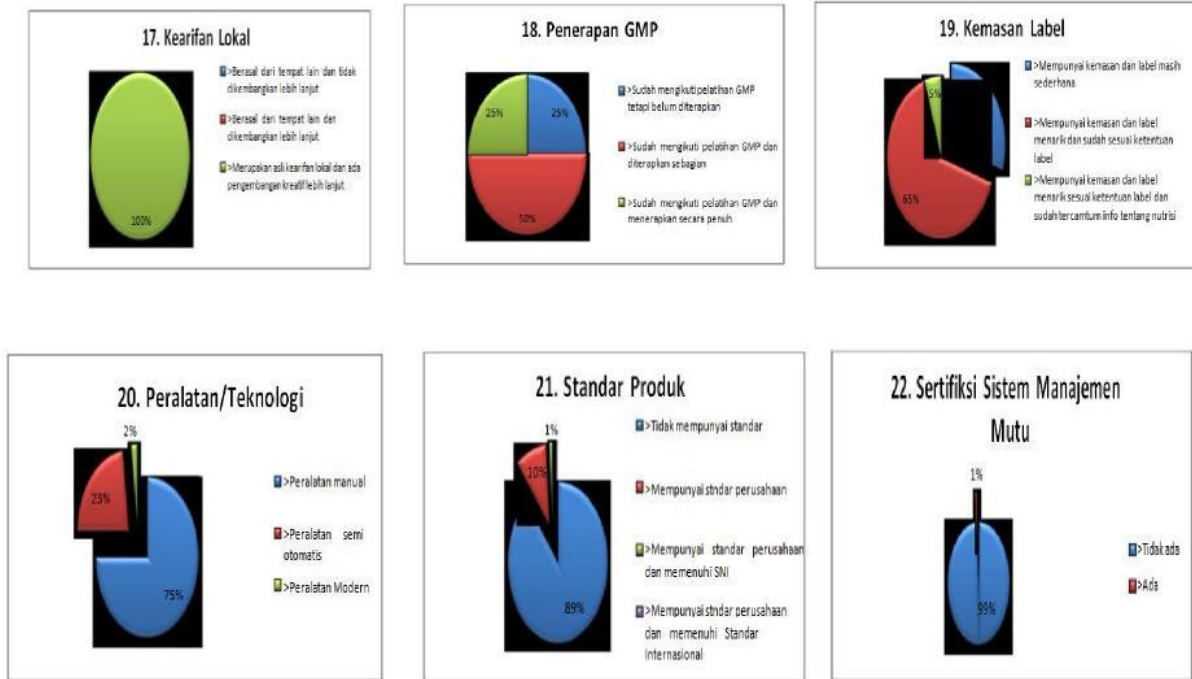 17. Kearifan Lokal
>Berasal dari tempat lain dan tidak
dikembangkan lebih lanjut
>Berasal dari tempat lain dan
dikembangkan lebih lanjut
>Merupakan asli kearifan lokal dan ada
pengembangan kreatif lebih lanjut
100%
18. Penerapan GMP
25%
25%
50%
>Sudah mengikuti pelatihan GMP
tetapi belum diterapkan
>Sudah mengikuti pelatihan GMP dan
diterapkan sebagian
>Sudah mengikuti pelatihan GMP dan
menerapkan secara penuh
19. Kemasan Label
5%
65%
>Mempunyai kemasan dan label masih
sederhana
>Mempunyai kemasan dan label
menarik dan sudah sesuai ketentuan
label
>Mempunyai kemasan dan label
menarik sesuai ketentuan label dan
sudah tercamtum info tentang nutrisi
20. Peralatan/Teknologi
2%
23%
75%
>Peralatan manual
>Peralatan semi
otomatis
>Peralatan Modern
21. Standar Produk
1%
10%
89%
>Tidak mempunyai standar
>Mempunyai stndar perusahaan
>Mempunyai standar perusahaan
dan memenuhi SNI
>Mempunyai stndar perusahaan
dan memenuhi Standar
Internasional
22. Sertifiksi Sistem Manajemen
Mutu
1%
99%
>Tidak ada
>Ada